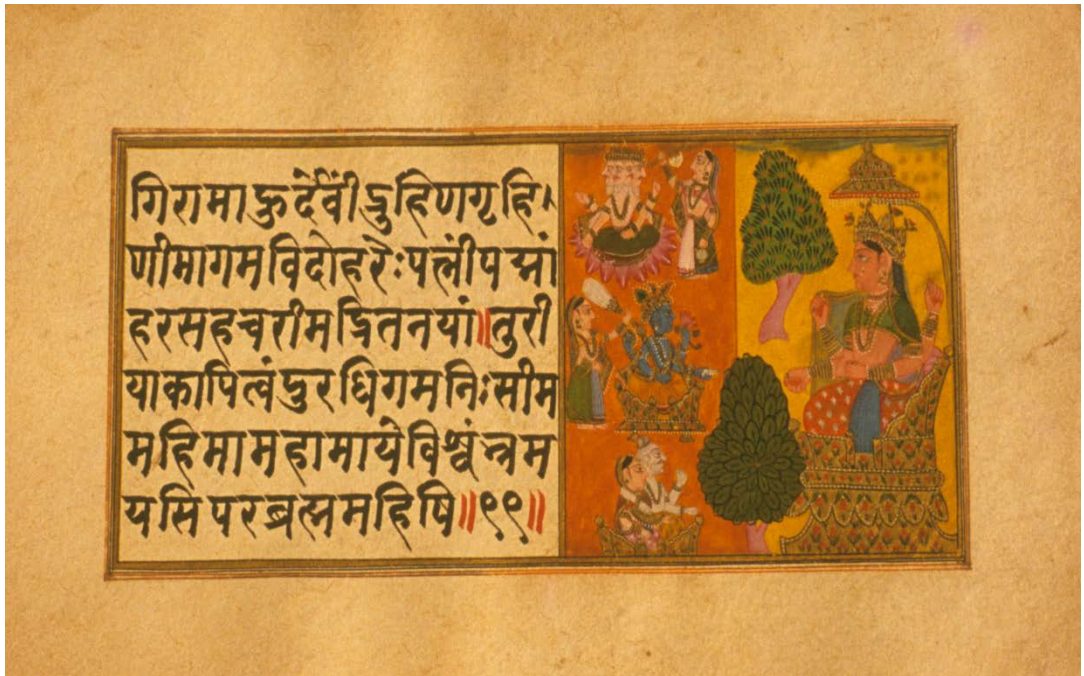 गिरामाहुदेवीं द्रुहिणगृहि।
णीमागमविदोहरेःपत्नींपद्मां
हरसहचरीमद्रितनयां॥तुरी
याकापित्वंदुरधिगमनिःसीम
महिमामहामायेविश्वंभ्रम
यसिपरब्रह्ममहिषि॥९९॥